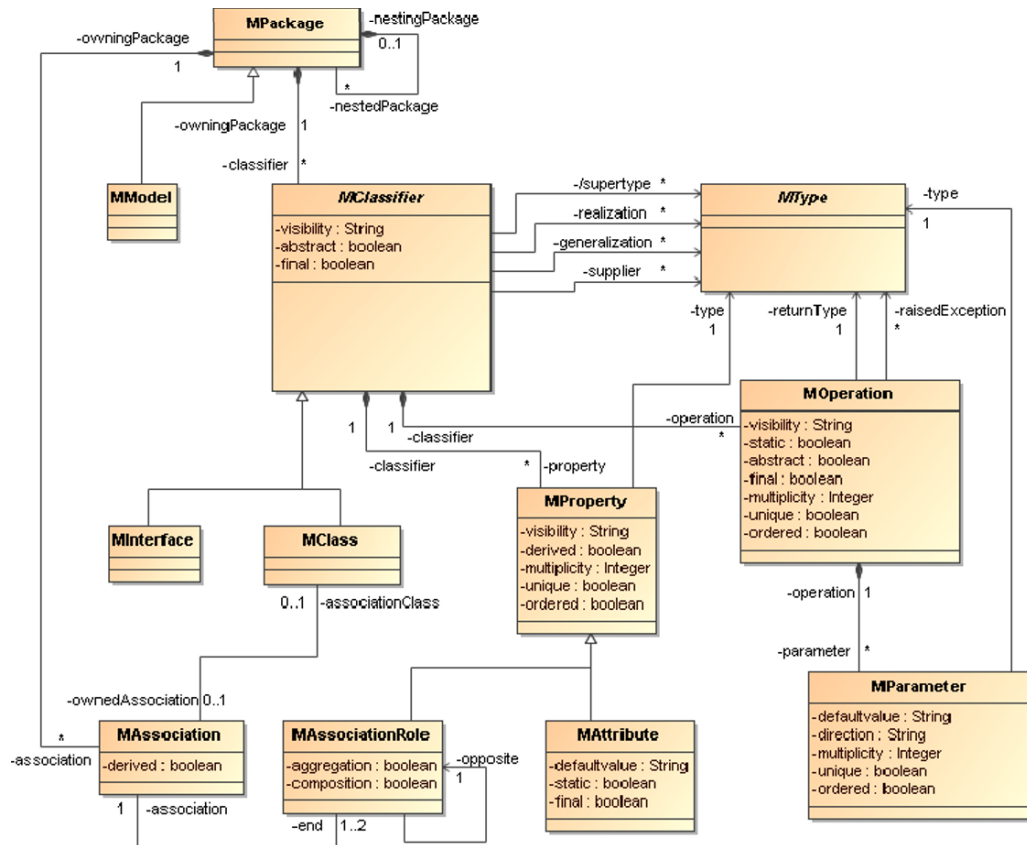 MPackage
-nestingPackage
0..1
-owningPackage
1
*
-nestedPackage
-owningPackage 1
-classifier *
MModel
MClassifier
-visibility : String
-abstract : boolean
-final : boolean
-/supertype *
-realization *
-generalization *
-supplier *
MType
-type
1
-type
1
-returnType
1
-raisedException
*
MOperation
-visibility : String
-static : boolean
-abstract : boolean
-final : boolean
-multiplicity : Integer
-unique : boolean
-ordered : boolean
-operation
*
1
-classifier
1
-classifier
* -property
MProperty
-visibility : String
-derived : boolean
-multiplicity : Integer
-unique : boolean
-ordered : boolean
MInterface
MClass
0..1 -associationClass
-operation 1
-parameter *
MParameter
-defaultvalue : String
-direction : String
-multiplicity : Integer
-unique : boolean
-ordered : boolean
-ownedAssociation 0..1
*
-association
MAssociation
-derived : boolean
1 -association
MAssociationRole
-aggregation : boolean
-composition : boolean
-opposite
1
-end 1..2
MAttribute
-defaultvalue : String
-static : boolean
-final : boolean